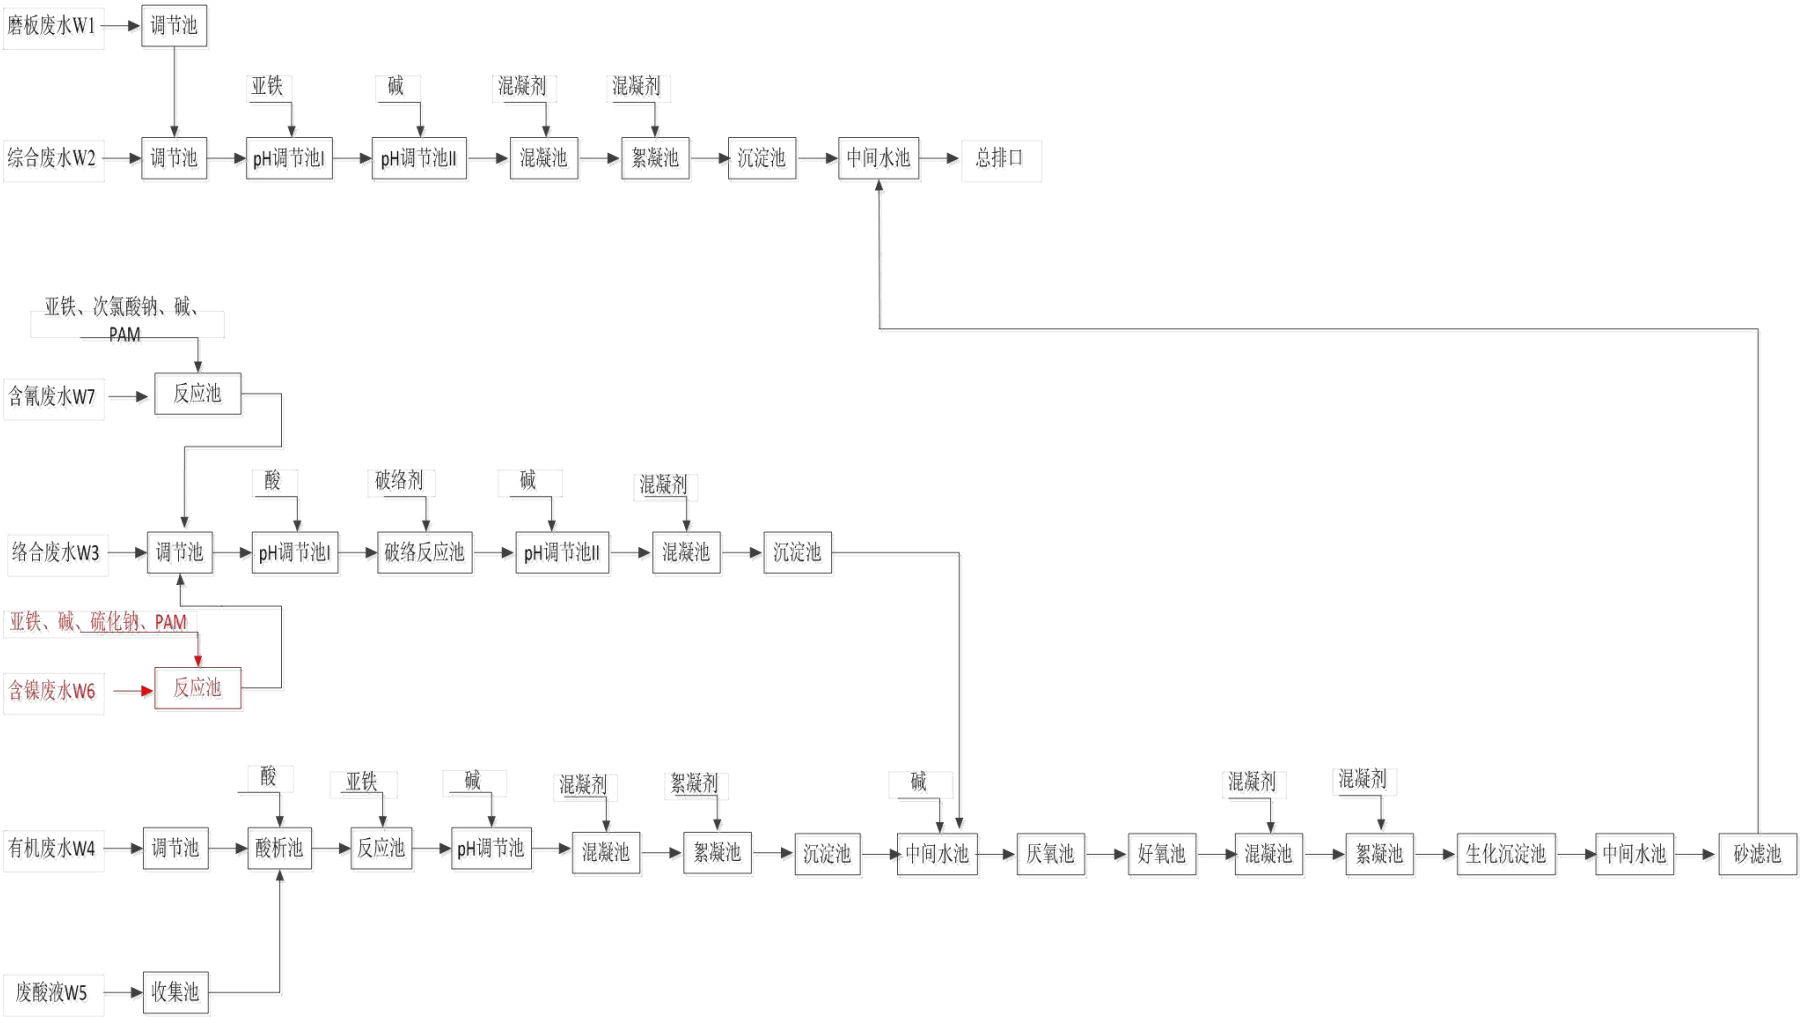 磨板废水W1
调节池
亚铁
碱
混凝剂
混凝剂
综合废水W2
调节池
pH调节池I
pH调节池II
混凝池
絮凝池
沉淀池
中间水池
总排口
亚铁、次氯酸钠、碱、
PAM
含氰废水W7
反应池
酸
破络剂
碱
混凝剂
络合废水W3
调节池
pH调节池I
破络反应池
pH调节池II
混凝池
沉淀池
亚铁、碱、硫化钠、PAM
含镍废水W6
反应池
酸
亚铁
碱
混凝剂
絮凝剂
碱
混凝剂
混凝剂
有机废水W4
调节池
酸析池
反应池
pH调节池
混凝池
絮凝池
沉淀池
中间水池
厌氧池
好氧池
混凝池
絮凝池
生化沉淀池
中间水池
砂滤池
废酸液W5
收集池